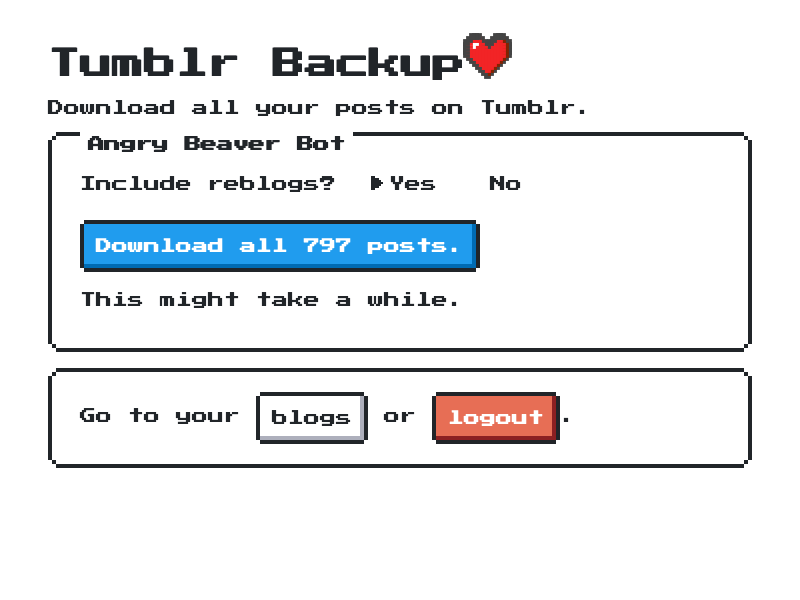 Tumblr Backup
Download all your posts on Tumblr.
Angry Beaver Bot
Include reblogs? Yes No
Download all 797 posts.
This might take a while.
Go to your blogs or logout.